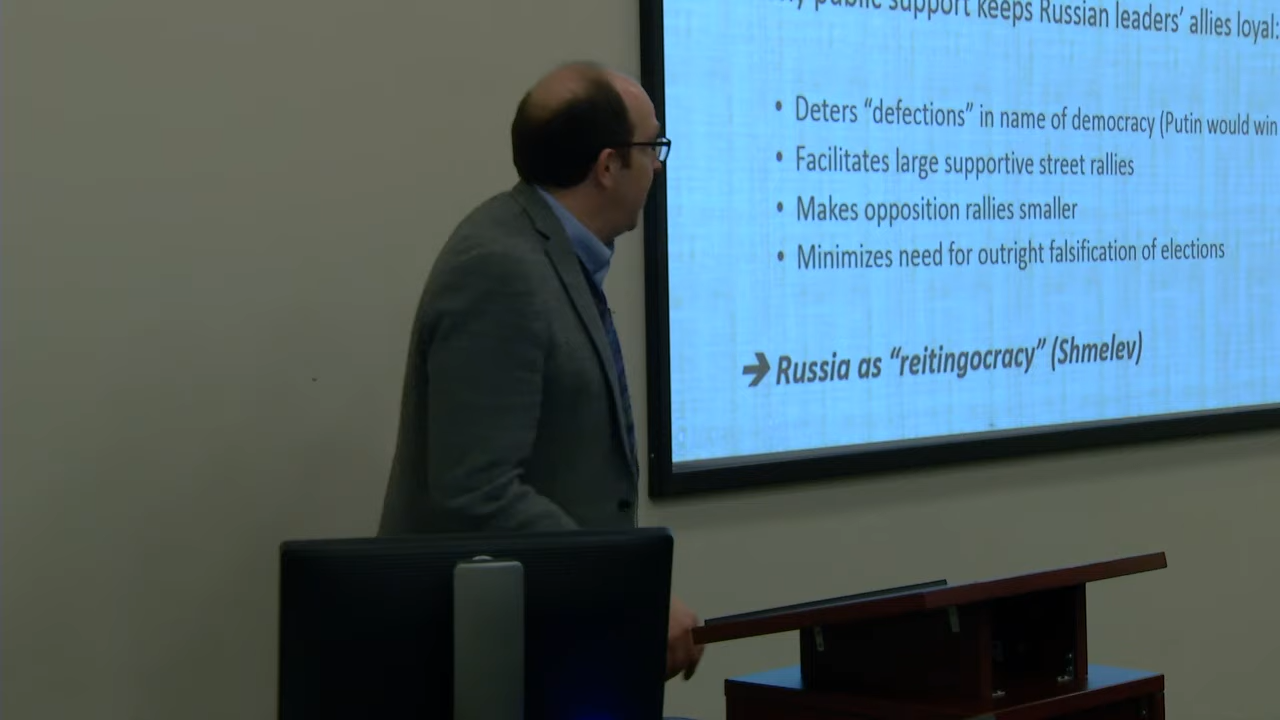 public support keeps Russian leaders' allies loyal:
• Deters "defections" in name of democracy (Putin would win
• Facilitates large supportive street rallies
• Makes opposition rallies smaller
• Minimizes need for outright falsification of elections
➔ Russia as "reitingocracy" (Shmelev)